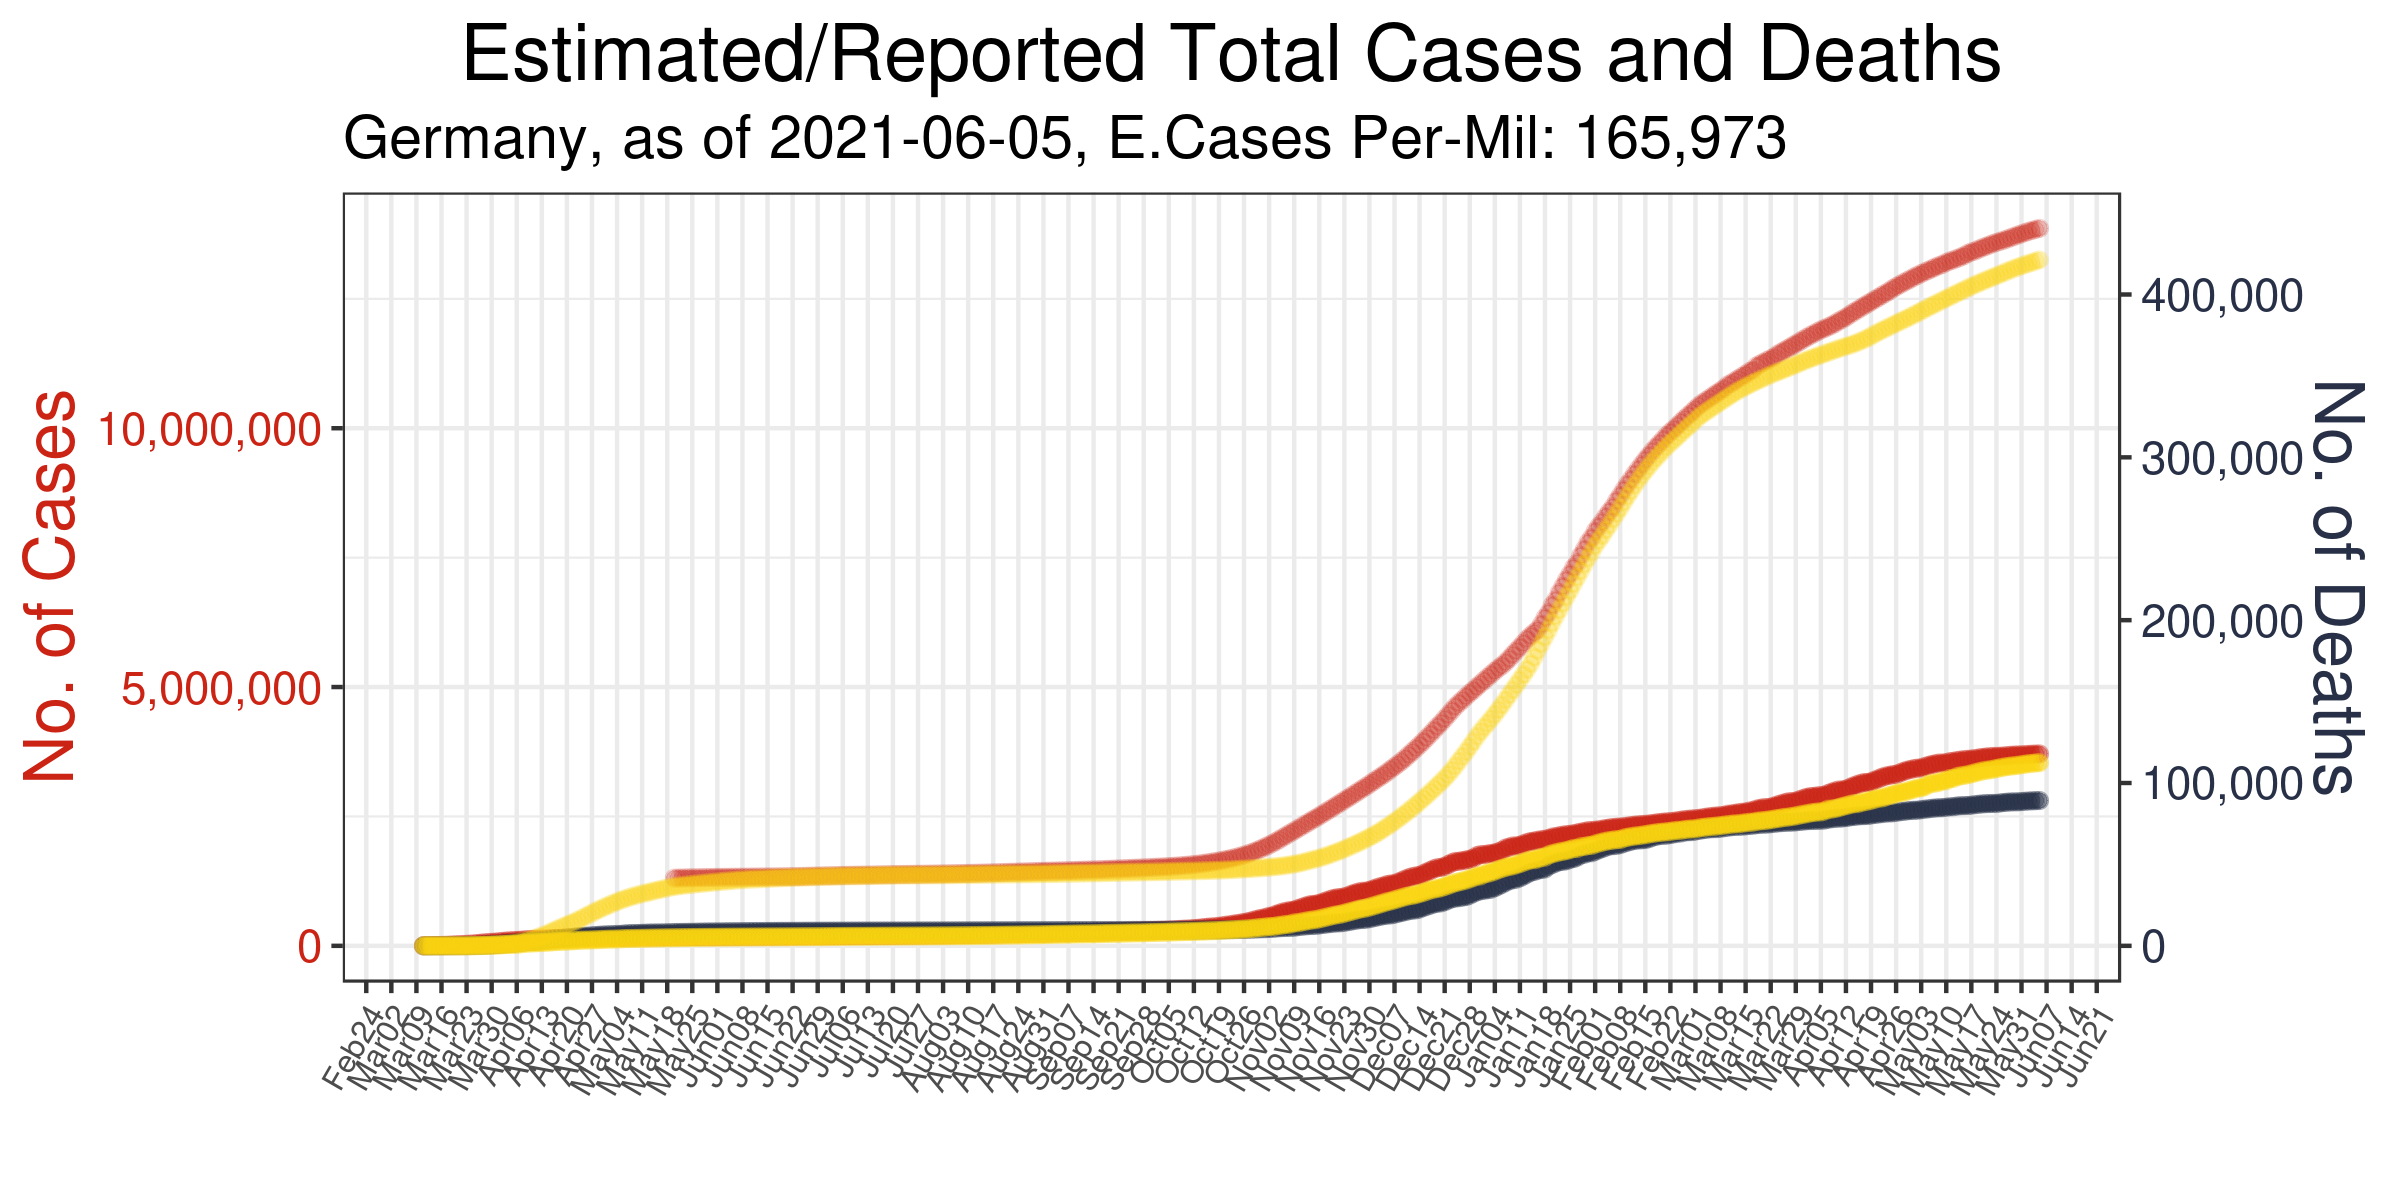 Estimated/Reported Total Cases and Deaths
Germany, as of 2021-06-05, E.Cases Per-Mil: 165,973
No. of Cases
10,000,000
5,000,000
0
No. of Deaths
400,000
300,000
200,000
100,000
0
Feb24
Mar02
Mar09
Mar16
Mar23
Mar30
Apr06
Apr13
Apr20
Apr27
May04
May11
May18
May25
Jun01
Jun08
Jun15
Jun22
Jun29
Jul06
Jul13
Jul20
Jul27
Aug03
Aug10
Aug17
Aug24
Aug31
Sep07
Sep14
Sep21
Sep28
Oct05
Oct12
Oct19
Oct26
Nov02
Nov09
Nov16
Nov23
Nov30
Dec07
Dec14
Dec21
Dec28
Jan04
Jan11
Jan18
Jan25
Feb01
Feb08
Feb15
Feb22
Mar01
Mar08
Mar15
Mar22
Mar29
Apr05
Apr12
Apr19
Apr26
May03
May10
May17
May24
May31
Jun07
Jun14
Jun21